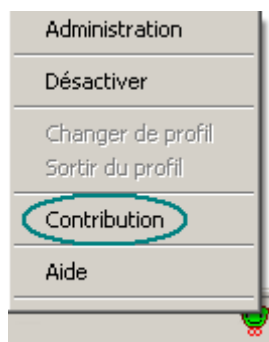 Administration
Désactiver
Changer de profil
Sortir du profil
Contribution
Aide